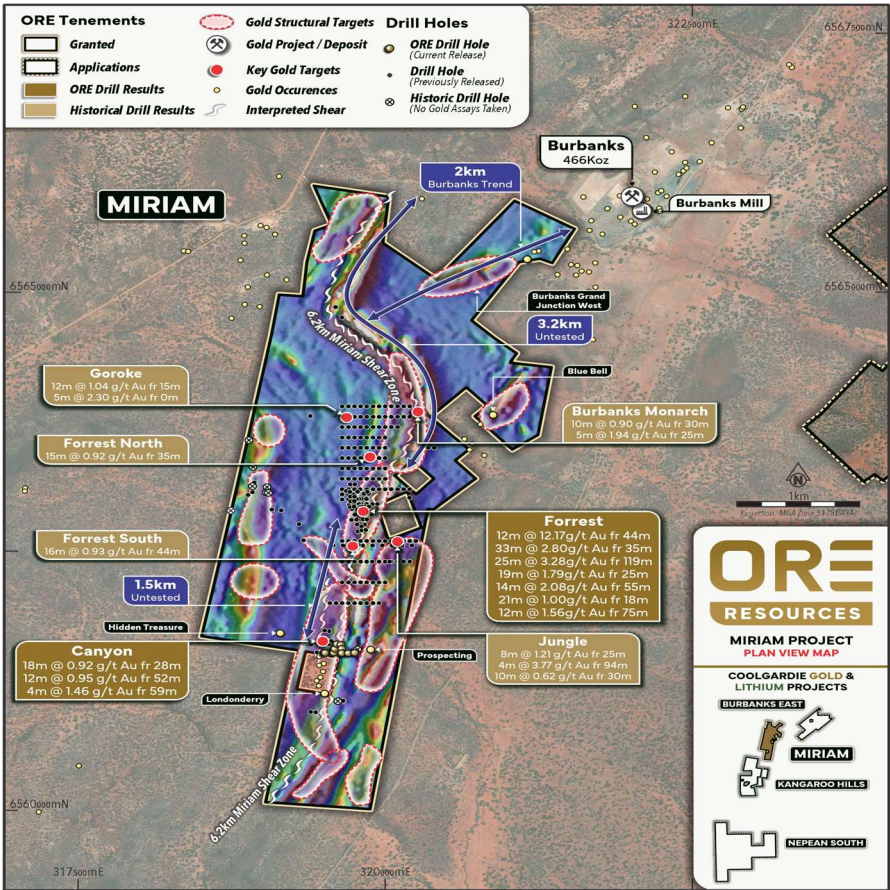 ORE Tenements
Granted
Applications
ORE Drill Results
Historical Drill Results
Gold Structural Targets
Gold Project / Deposit
Key Gold Targets
Gold Occurences
Interpreted Shear
Drill Holes
ORE Drill Hole
(Current Release)
Drill Hole
(Previously Released)
Historic Drill Hole
(No Gold Assays Taken)
322500mE
6567500mN
MIRIAM
2km
Burbanks Trend
Burbanks
466Koz
Burbanks Mill
6565000mN
6565000mN
Burbanks Grand
Junction West
3.2km
Untested
6.2km Miriam Shear Zone
Blue Bell
Goroke
12m @ 1.04 g/t Au fr 15m
5m @ 2.30 g/t Au fr 0m
Burbanks Monarch
10m @ 0.90 g/t Au fr 30m
5m @ 1.94 g/t Au fr 25m
Forrest North
15m @ 0.92 g/t Au fr 35m
N
1km
Projection: MGA Zone 51 (GDA94)
Forrest South
16m @ 0.93 g/t Au fr 44m
Forrest
12m @ 12.17g/t Au fr 44m
33m @ 2.80g/t Au fr 35m
25m @ 3.28g/t Au fr 119m
19m @ 1.79g/t Au fr 25m
14m @ 2.08g/t Au fr 55m
21m @ 1.00g/t Au fr 18m
12m @ 1.56g/t Au fr 75m
1.5km
Untested
Hidden Treasure
Canyon
18m @ 0.92 g/t Au fr 28m
12m @ 0.95 g/t Au fr 52m
4m @ 1.46 g/t Au fr 59m
Jungle
8m @ 1.21 g/t Au fr 25m
4m @ 3.77 g/t Au fr 94m
10m @ 0.62 g/t Au fr 30m
Prospecting
Londonderry
6.2km Miriam Shear Zone
6560000mN
317500mE
320000mE
ORE
RESOURCES
MIRIAM PROJECT
PLAN VIEW MAP
COOLGARDIE GOLD &
LITHIUM PROJECTS
BURBANKS EAST
MIRIAM
KANGAROO HILLS
NEPEAN SOUTH